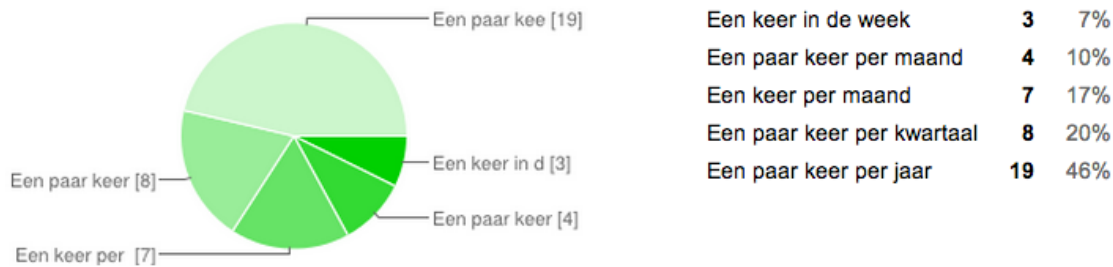 Een paar kee [19]
Een paar keer [8]
Een keer per [7]
Een keer in d [3]
Een paar keer [4]
Een keer in de week 3 7%
Een paar keer per maand 4 10%
Een keer per maand 7 17%
Een paar keer per kwartaal 8 20%
Een paar keer per jaar 19 46%